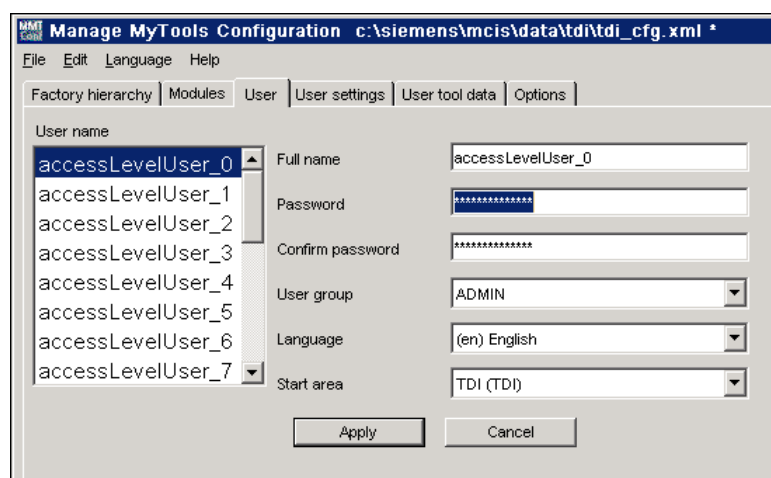 MMT Conf Manage MyTools Configuration c:\siemens\mcis\data\tdi\tdi_cfg.xml *
File Edit Language Help
Factory hierarchy Modules User User settings User tool data Options
User name
accessLevelUser_0
accessLevelUser_1
accessLevelUser_2
accessLevelUser_3
accessLevelUser_4
accessLevelUser_5
accessLevelUser_6
accessLevelUser_7
Full name accessLevelUser_0
Password **************
Confirm password **************
User group ADMIN
Language (en) English
Start area TDI (TDI)
Apply Cancel